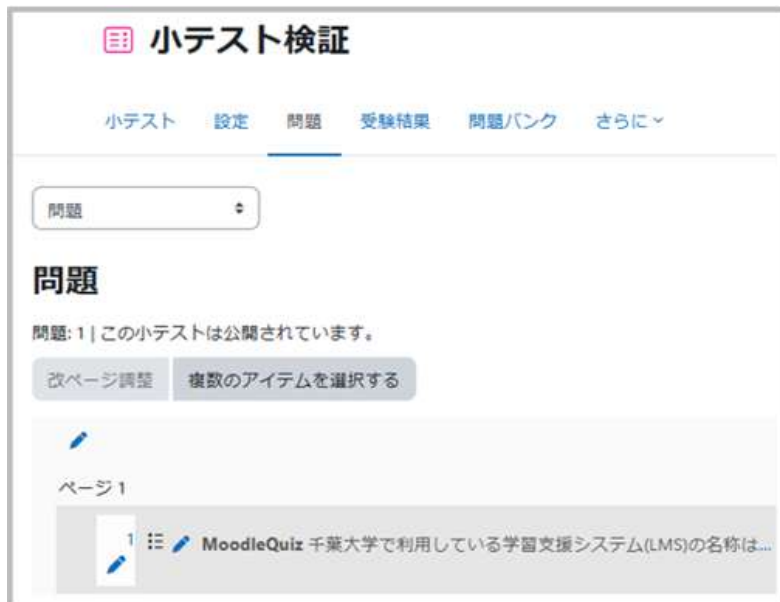 小テスト検証
小テスト 設定 問題 受験結果 問題バンク さらに
問題
問題
問題: 1 | この小テストは公開されています。
改ページ調整 複数のアイテムを選択する
ページ 1
1 MoodleQuiz 千葉大学で利用している学習支援システム(LMS)の名称は...